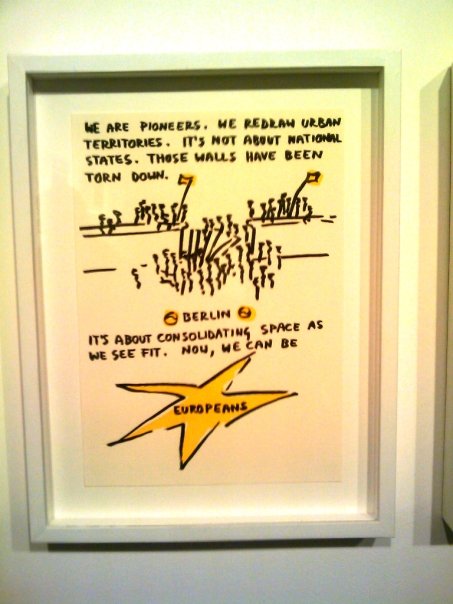 WE ARE PIONEERS. WE REDRAW URBAN
TERRITORIES. IT'S NOT ABOUT NATIONAL
STATES. THOSE WALLS HAVE BEEN
TORN DOWN.
BERLIN
IT'S ABOUT CONSOLIDATING SPACE AS
WE SEE FIT. NOW, WE CAN BE
EUROPEANS